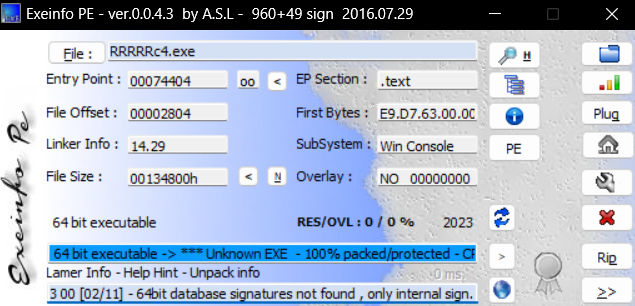 Exeinfo PE - ver.0.0.4.3 by A.S.L - 960+49 sign 2016.07.29
File : RRRRRc4.exe H
Entry Point : 00074404 oo < EP Section : .text
File Offset : 00002804 First Bytes : E9.D7.63.00.00 Plug
Linker Info : 14.29 SubSystem : Win Console PE
File Size : 00134800h < N Overlay : NO 00000000
64 bit executable RES/OVL : 0 / 0 % 2023
64 bit executable -> *** Unknown EXE - 100% packed/protected - CP > Rip
Lamer Info - Help Hint - Unpack info 0 ms.
3 00 [02/11] - 64bit database signatures not found , only internal sign. >>
Exeinfo Pe